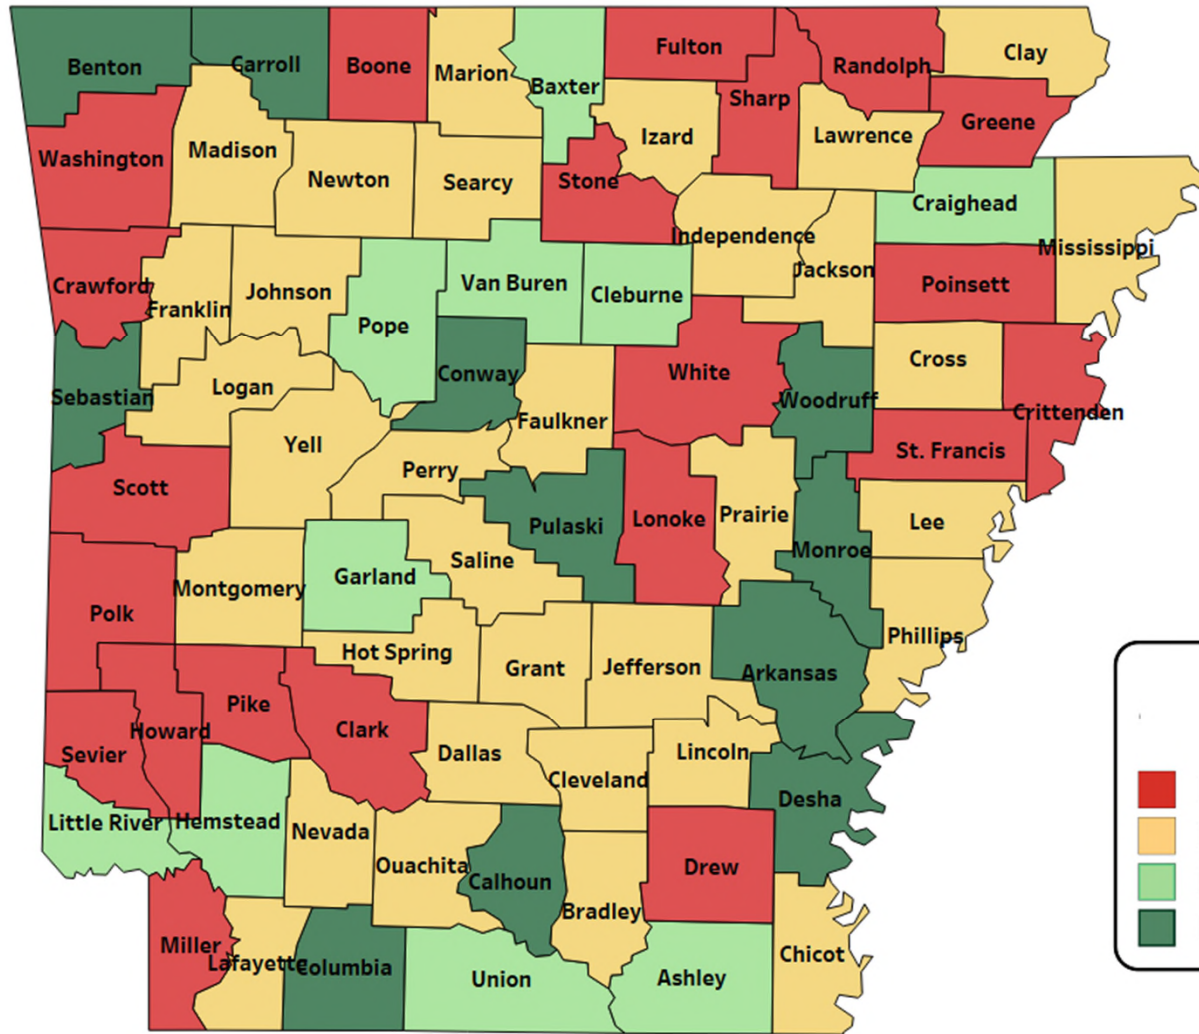 Benton
Carroll
Boone
Marion
Baxter
Fulton
Sharp
Randolph
Clay
Washington
Madison
Newton
Searcy
Stone
Izard
Lawrence
Greene
Craighead
Mississippi
Independence
Jackson
Poinsett
Crawford
Franklin
Johnson
Pope
Van Buren
Cleburne
White
Woodruff
Cross
Crittenden
Sebastian
Logan
Conway
Faulkner
St. Francis
Yell
Perry
Scott
Pulaski
Lonoke
Prairie
Monroe
Lee
Polk
Montgomery
Garland
Saline
Hot Spring
Grant
Jefferson
Arkansas
Phillips
Sevier
Howard
Pike
Clark
Dallas
Cleveland
Lincoln
Desha
Little River
Hemstead
Nevada
Ouachita
Calhoun
Bradley
Drew
Miller
Lafayette
Columbia
Union
Ashley
Chicot